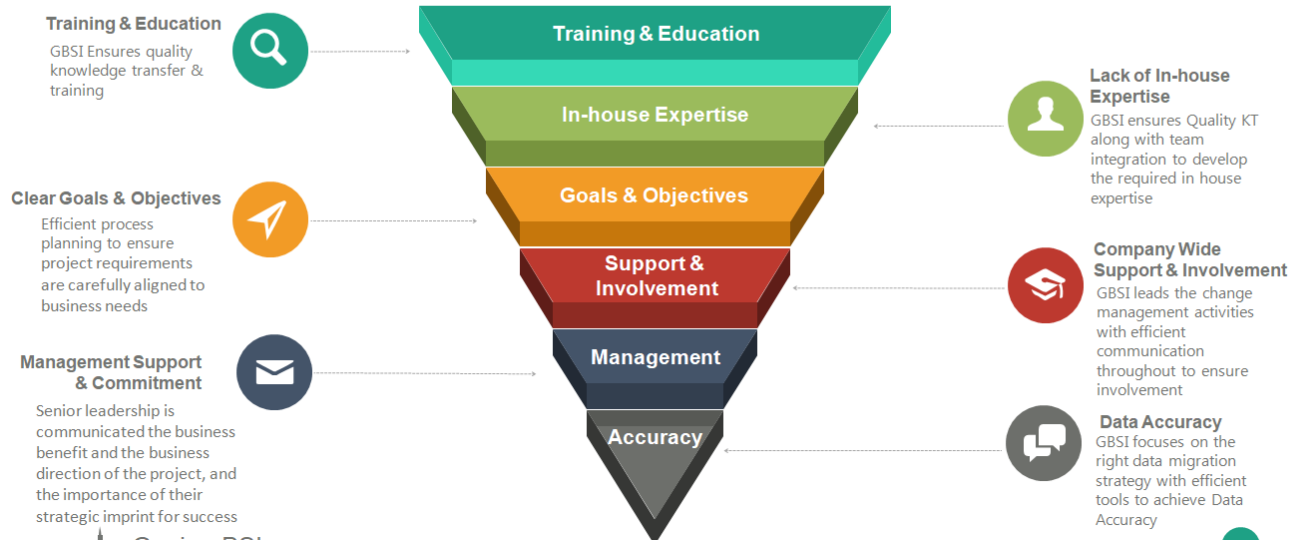 Training & Education
GBSI Ensures quality
knowledge transfer &
training
Clear Goals & Objectives
Efficient process
planning to ensure
project requirements
are carefully aligned to
business needs
Management Support
& Commitment
Senior leadership is
communicated the business
benefit and the business
direction of the project, and
the importance of their
strategic imprint for success
Training & Education
In-house Expertise
Goals & Objectives
Support &
Involvement
Management
Accuracy
Lack of In-house
Expertise
GBSI ensures Quality KT
along with team
integration to develop
the required in house
expertise
Company Wide
Support & Involvement
GBSI leads the change
management activities
with efficient
communication
throughout to ensure
involvement
Data Accuracy
GBSI focuses on the
right data migration
strategy with efficient
tools to achieve Data
Accuracy